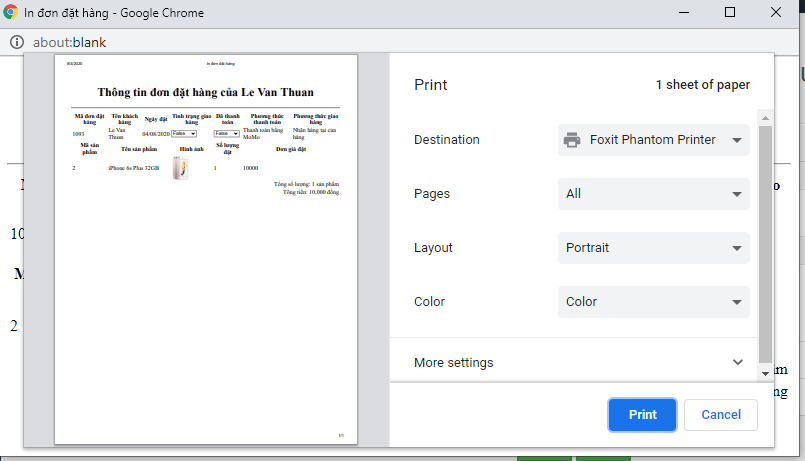 In đơn đặt hàng - Google Chrome
about:blank
8/4/2020 In đơn đặt hàng
Thông tin đơn đặt hàng của Le Van Thuan
Mã đơn đặt hàng Tên khách hàng Ngày đặt Tình trạng giao hàng Đã thanh toán Phương thức thanh toán Phương thức giao hàng
1093 Le Van Thuan 04/08/2020 False False Thanh toán bằng MoMo Nhận hàng tại cửa hàng
Mã sản phẩm Tên sản phẩm Hình ảnh Số lượng đặt Đơn giá đặt
2 iPhone 6s Plus 32GB 1 10000
Tổng số lượng: 1 sản phẩm
Tổng tiền: 10,000 đồng
1/1
Print 1 sheet of paper
Destination Foxit Phantom Printer
Pages All
Layout Portrait
Color Color
More settings
Print Cancel
10
2